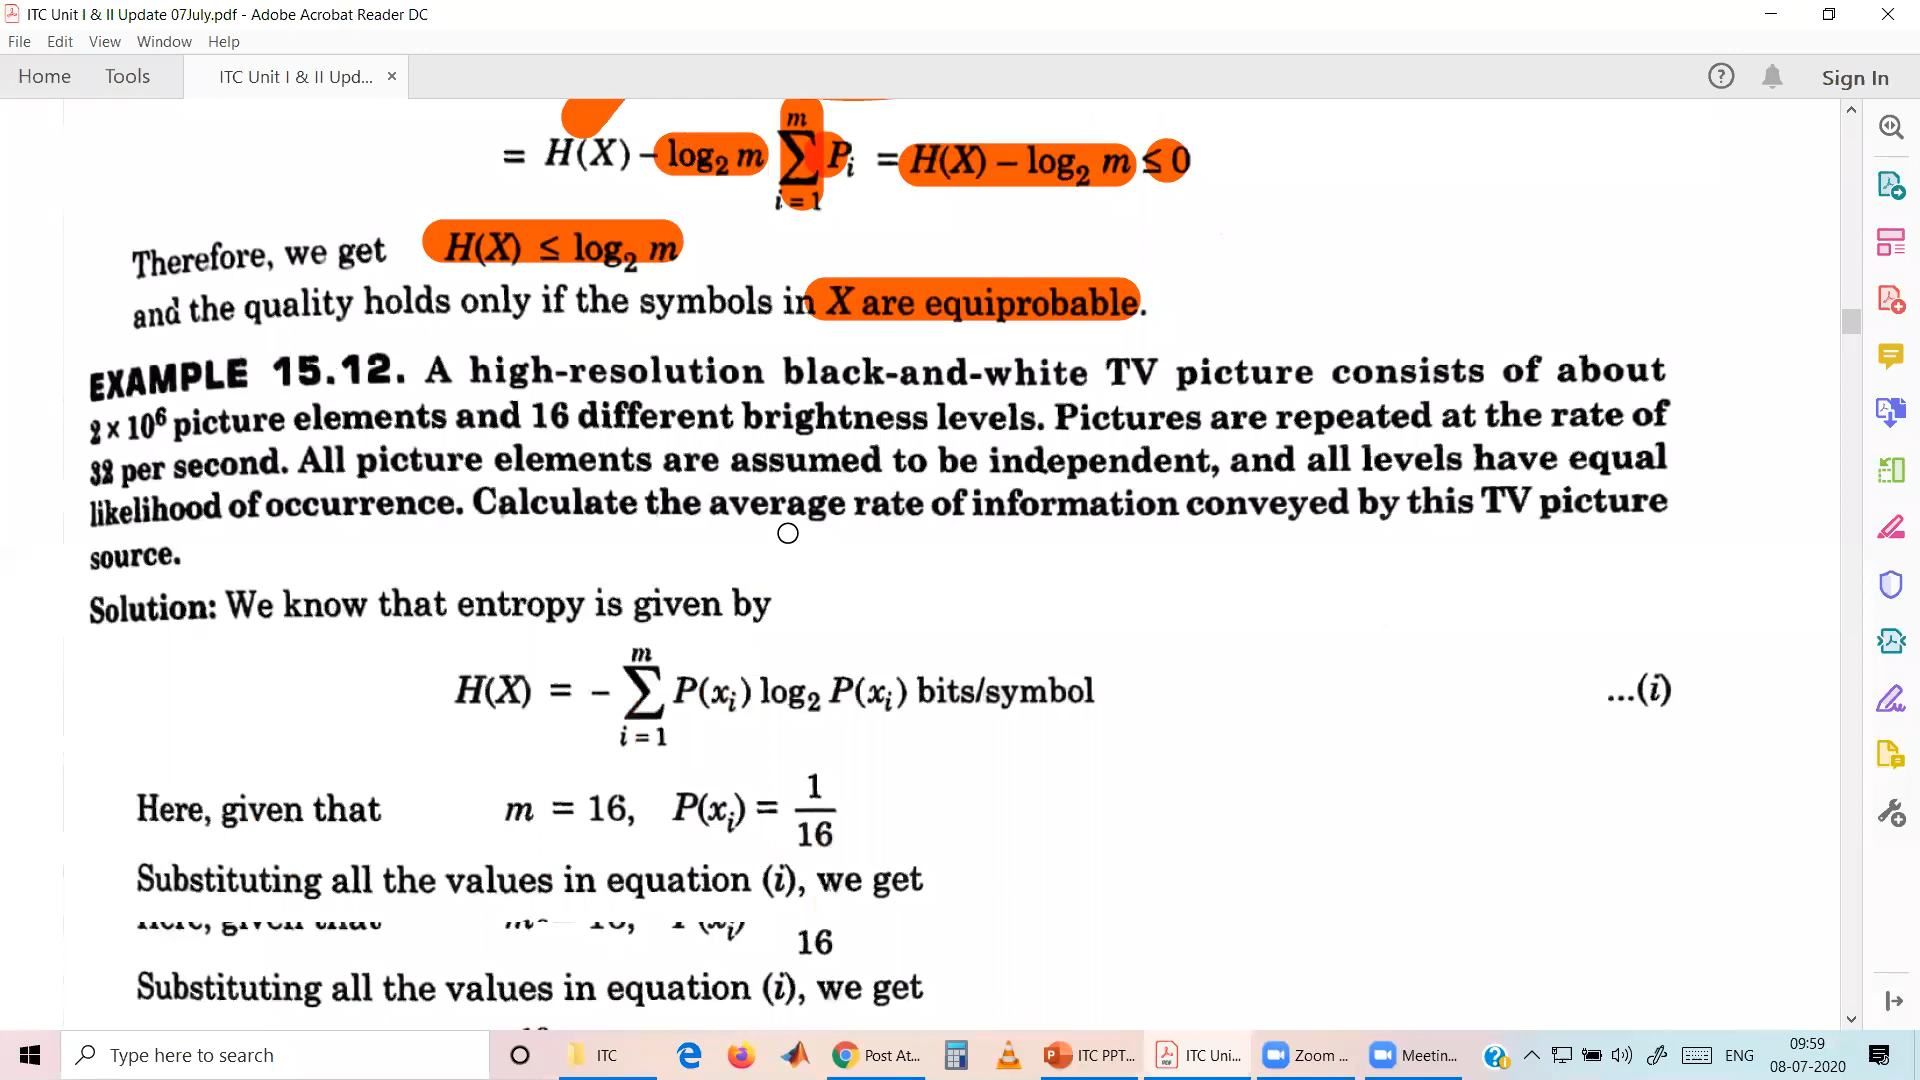 ITC Unit I & II Update 07July.pdf - Adobe Acrobat Reader DC
File Edit View Window Help
Home Tools ITC Unit I & II Upd... × Sign In
= H(X) – log₂ m ∑ᵢ₌₁ᵐ Pᵢ = H(X) – log₂ m ≤ 0
Therefore, we get H(X) ≤ log₂ m
and the quality holds only if the symbols in X are equiprobable.
EXAMPLE 15.12. A high-resolution black-and-white TV picture consists of about
2 × 10⁶ picture elements and 16 different brightness levels. Pictures are repeated at the rate of
32 per second. All picture elements are assumed to be independent, and all levels have equal
likelihood of occurrence. Calculate the average rate of information conveyed by this TV picture
source.
Solution: We know that entropy is given by
H(X) = – ∑ᵢ₌₁ᵐ P(xᵢ) log₂ P(xᵢ) bits/symbol ...(i)
Here, given that m = 16, P(xᵢ) = 1/16
Substituting all the values in equation (i), we get
16
Substituting all the values in equation (i), we get
Type here to search ITC Post At... ITC PPT... ITC Uni... Zoom ... Meetin... ENG 09:59
08-07-2020